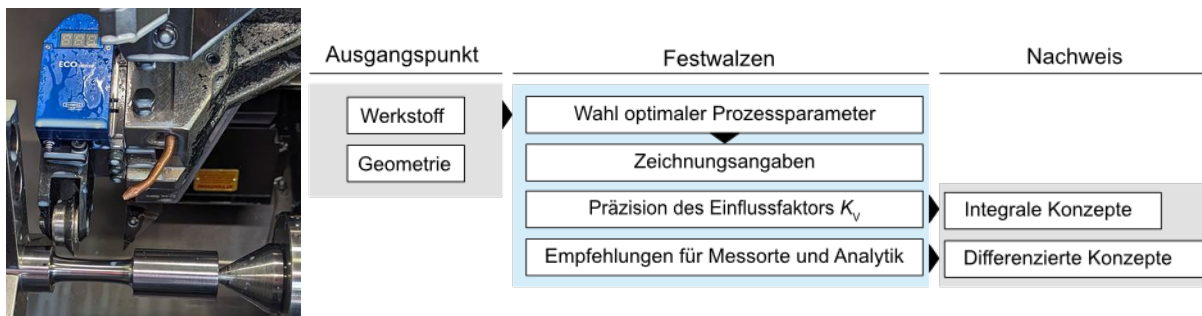 ECO
Ausgangspunkt
Werkstoff
Geometrie
Festwalzen
Wahl optimaler Prozessparameter
Zeichnungsangaben
Präzision des Einflussfaktors Kv
Empfehlungen für Messorte und Analytik
Nachweis
Integrale Konzepte
Differenzierte Konzepte